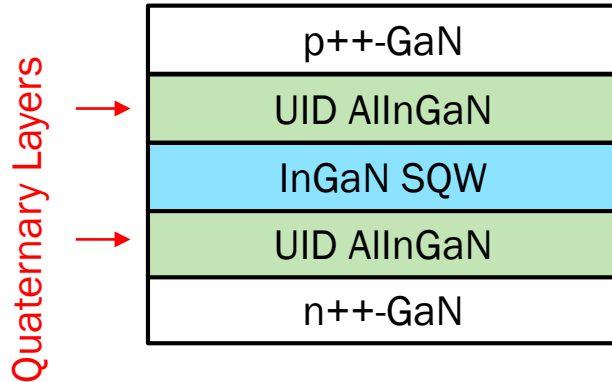 Quaternary Layers
p++-GaN
UID AlInGaN
InGaN SQW
UID AlInGaN
n++-GaN